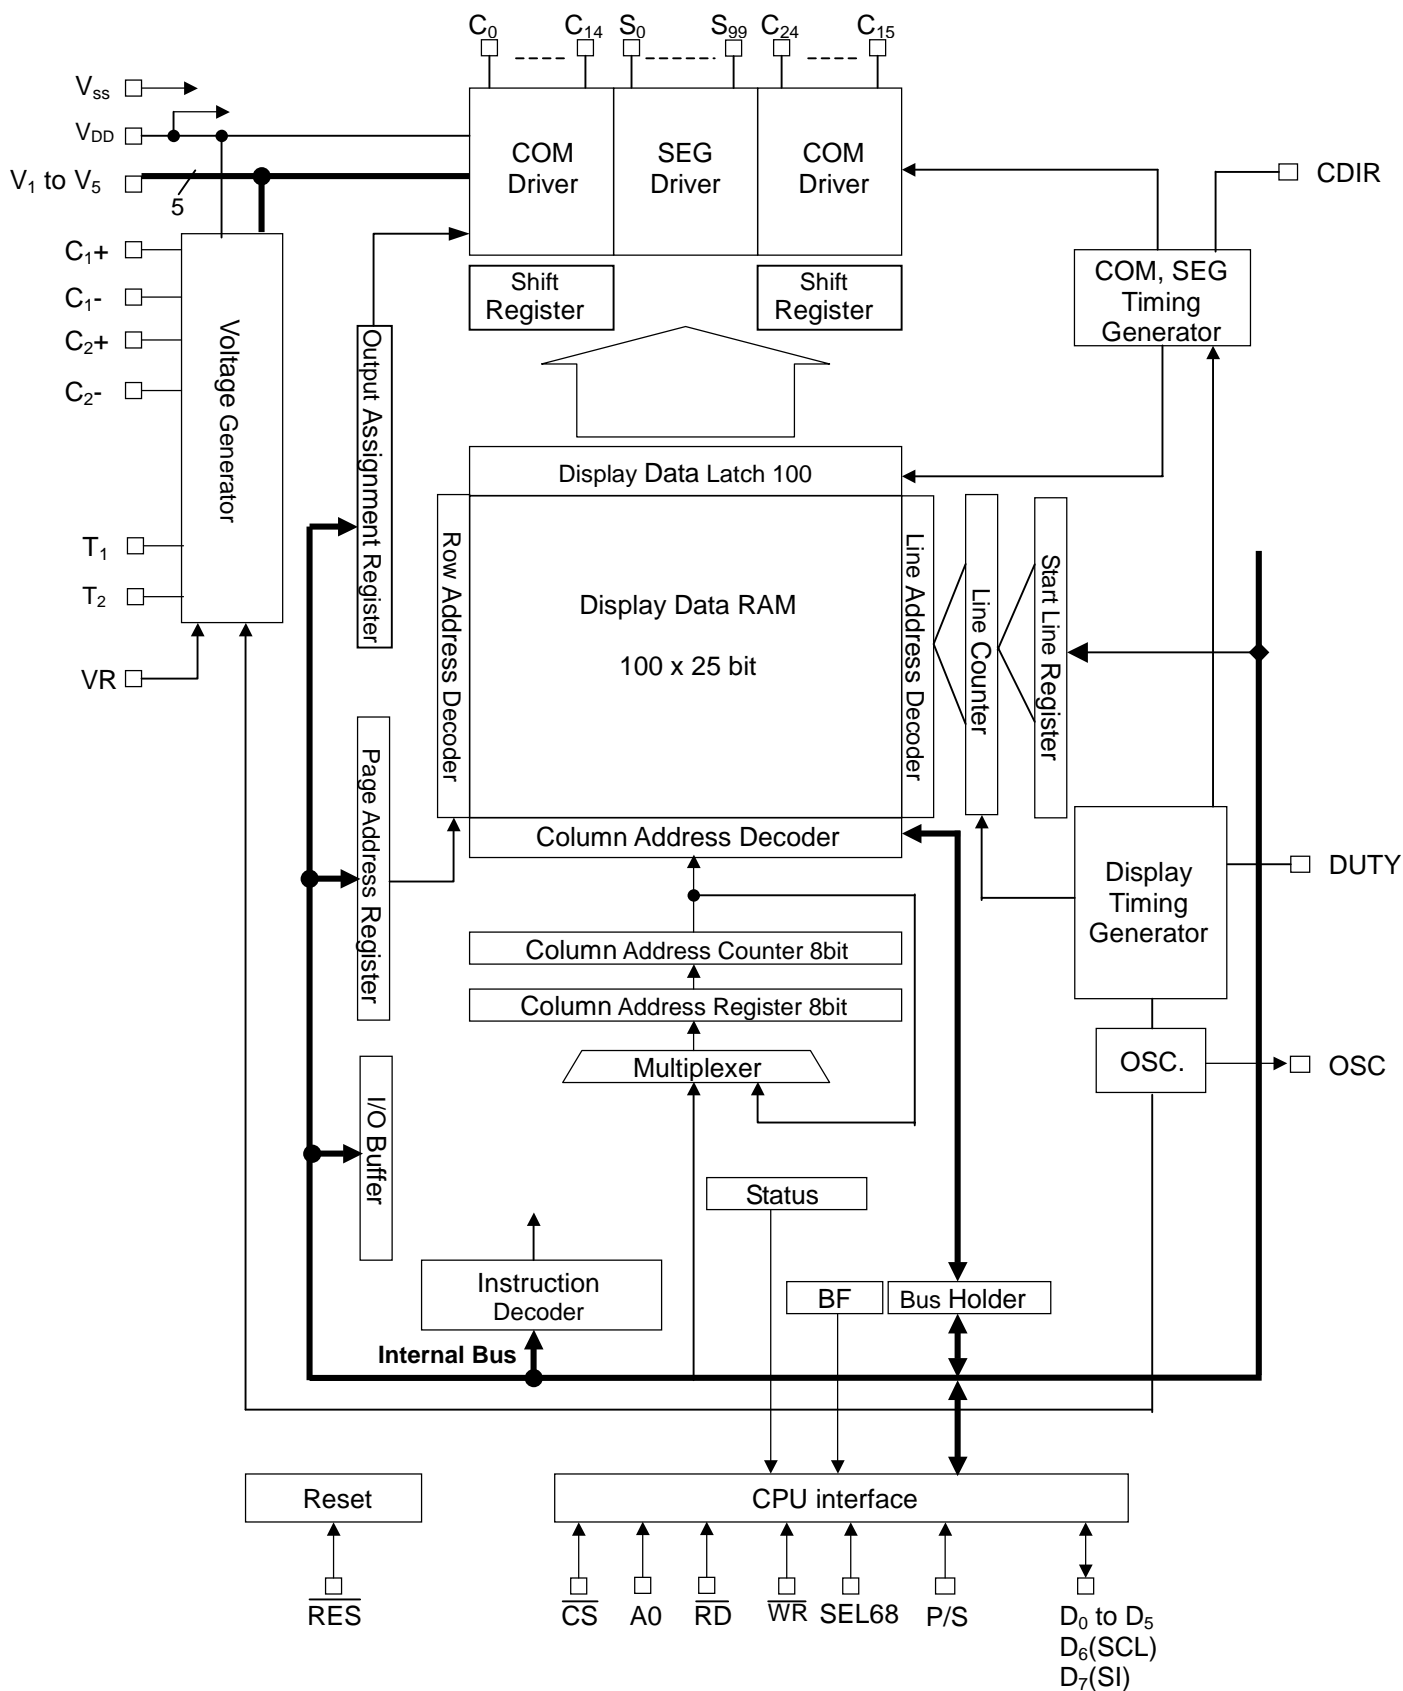 C0 C14 S0 S99 C24 C15
Vss
VDD
V1 to V5
5
COM
Driver
SEG
Driver
COM
Driver
CDIR
C1+
C1-
C2+
C2-
T1
T2
VR
Voltage Generator
Shift
Register
Shift
Register
COM, SEG
Timing
Generator
Output Assignment Register
Display Data Latch 100
Row Address Decoder
Display Data RAM
100 x 25 bit
Line Address Decoder
Line Counter
Start Line Register
Page Address Register
Column Address Decoder
Display
Timing
Generator
DUTY
Column Address Counter 8bit
Column Address Register 8bit
Multiplexer
OSC.
OSC
I/O Buffer
Status
Instruction
Decoder
BF
Bus Holder
Internal Bus
Reset
CPU interface
RES
CS A0 RD WR SEL68 P/S D0 to D5
D6(SCL)
D7(SI)